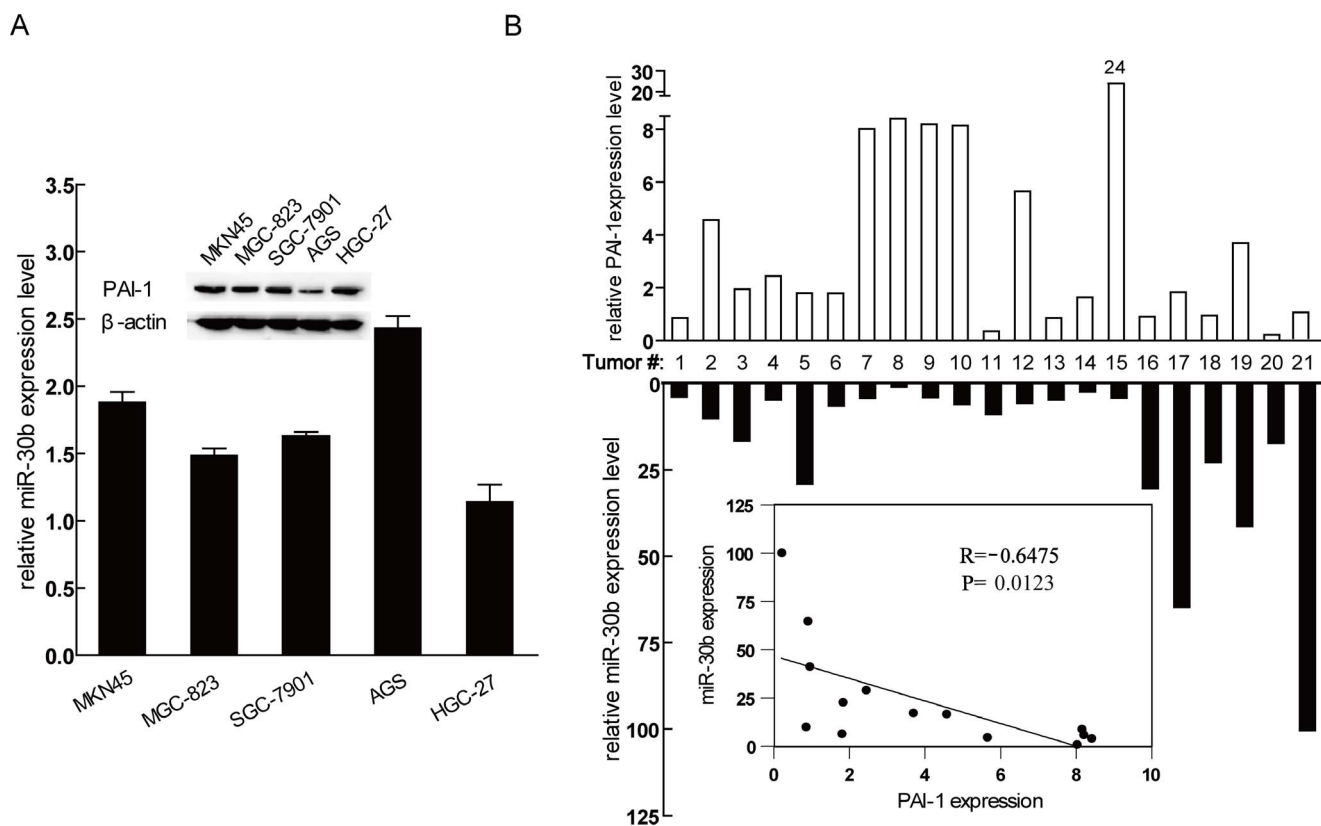 A
B
relative miR-30b expression level
3.5
3.0
2.5
2.0
1.5
1.0
0.5
0.0
MKN45
MGC-823
SGC-7901
AGS
HGC-27
PAI-1
β-actin
MKN45
MGC-823
SGC-7901
AGS
HGC-27
relative PAI-1expression level
30
20
8
6
4
2
0
24
Tumor #: 1 2 3 4 5 6 7 8 9 10 11 12 13 14 15 16 17 18 19 20 21
relative miR-30b expression level
0
25
50
75
100
125
miR-30b expression
125
100
75
50
25
0
R=-0.6475
P= 0.0123
0 2 4 6 8 10
PAI-1 expression